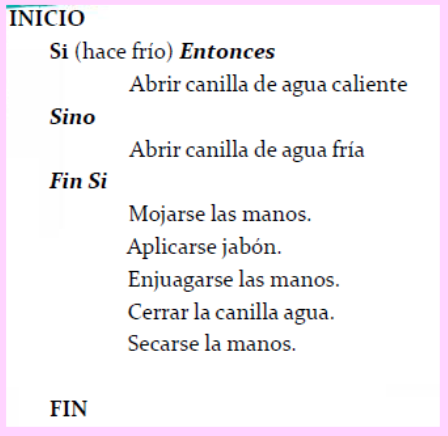 INICIO
Si (hace frío) Entonces
Abrir canilla de agua caliente
Sino
Abrir canilla de agua fría
Fin Si
Mojarse las manos.
Aplicarse jabón.
Enjuagarse las manos.
Cerrar la canilla agua.
Secarse la manos.
FIN